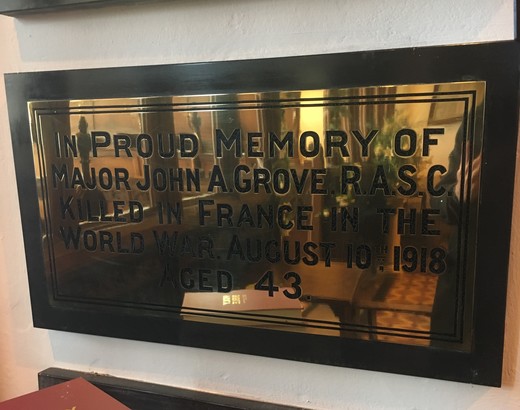 IN PROUD MEMORY OF
MAJOR JOHN A. GROVE. R.A.S.C.
KILLED IN FRANCE IN THE
WORLD WAR. AUGUST 10TH 1918
AGED 43.